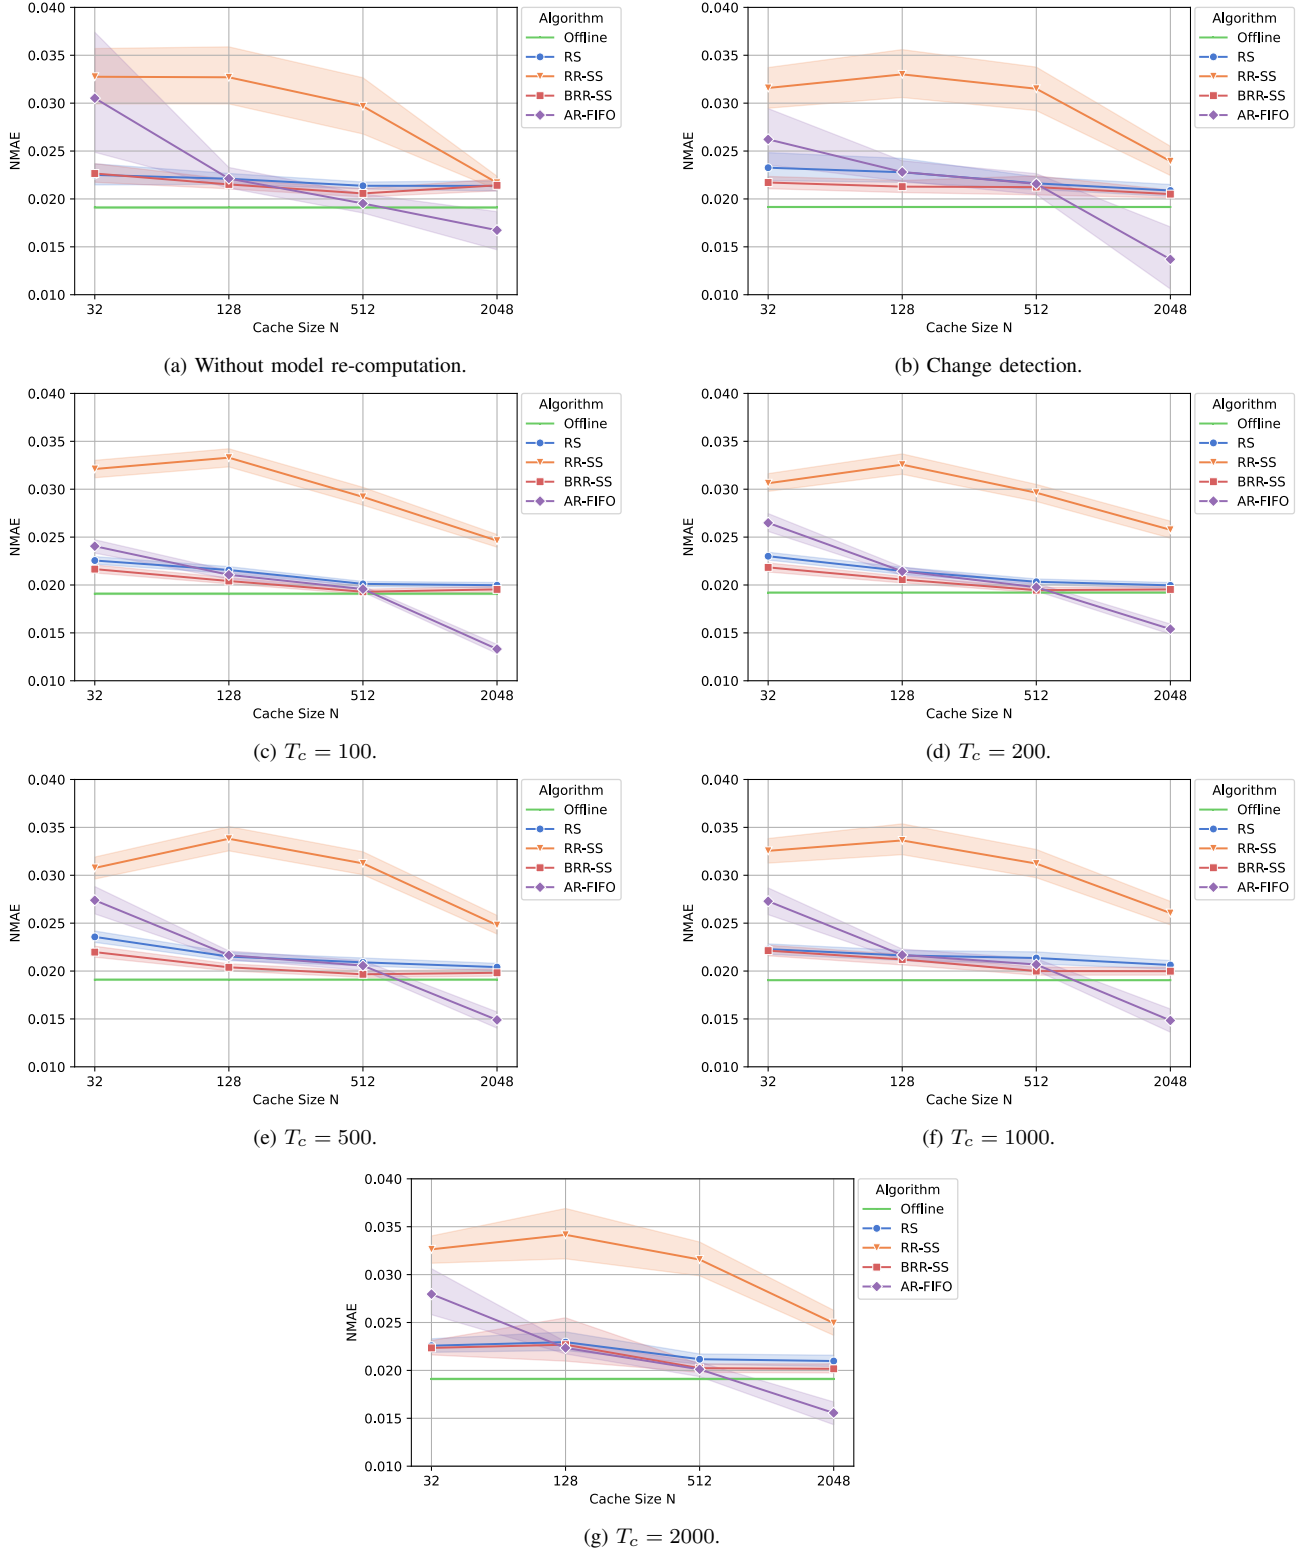 0.040
0.035
0.030
0.025
0.020
0.015
0.010
NMAE
32
128
512
2048
Cache Size N
Algorithm
Offline
RS
RR-SS
BRR-SS
AR-FIFO
(a) Without model re-computation.
0.040
0.035
0.030
0.025
0.020
0.015
0.010
NMAE
32
128
512
2048
Cache Size N
Algorithm
Offline
RS
RR-SS
BRR-SS
AR-FIFO
(b) Change detection.
0.040
0.035
0.030
0.025
0.020
0.015
0.010
NMAE
32
128
512
2048
Cache Size N
Algorithm
Offline
RS
RR-SS
BRR-SS
AR-FIFO
(c) T_c = 100.
0.040
0.035
0.030
0.025
0.020
0.015
0.010
NMAE
32
128
512
2048
Cache Size N
Algorithm
Offline
RS
RR-SS
BRR-SS
AR-FIFO
(d) T_c = 200.
0.040
0.035
0.030
0.025
0.020
0.015
0.010
NMAE
32
128
512
2048
Cache Size N
Algorithm
Offline
RS
RR-SS
BRR-SS
AR-FIFO
(e) T_c = 500.
0.040
0.035
0.030
0.025
0.020
0.015
0.010
NMAE
32
128
512
2048
Cache Size N
Algorithm
Offline
RS
RR-SS
BRR-SS
AR-FIFO
(f) T_c = 1000.
0.040
0.035
0.030
0.025
0.020
0.015
0.010
NMAE
32
128
512
2048
Cache Size N
Algorithm
Offline
RS
RR-SS
BRR-SS
AR-FIFO
(g) T_c = 2000.